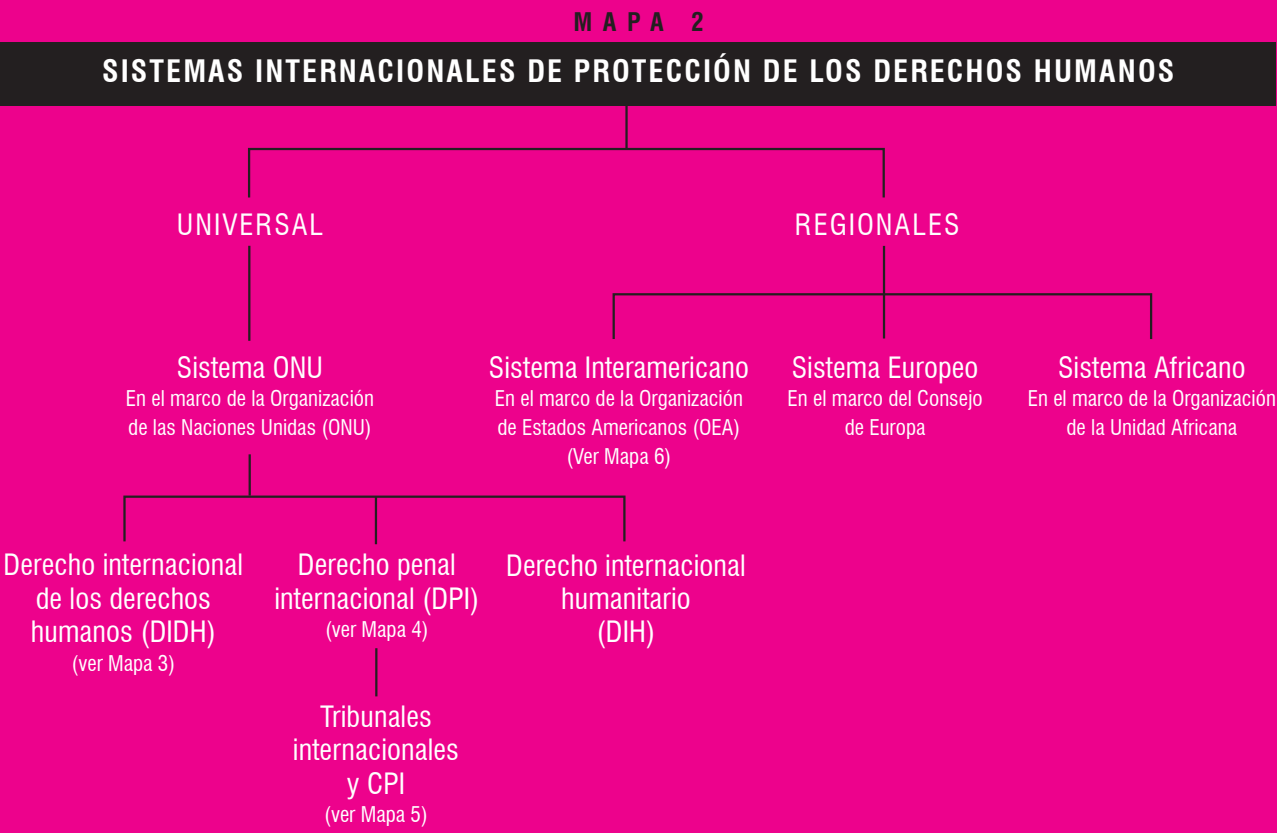 MAPA 2
SISTEMAS INTERNACIONALES DE PROTECCIÓN DE LOS DERECHOS HUMANOS
UNIVERSAL
REGIONALES
Sistema ONU
En el marco de la Organización
de las Naciones Unidas (ONU)
Sistema Interamericano
En el marco de la Organización
de Estados Americanos (OEA)
(Ver Mapa 6)
Sistema Europeo
En el marco del Consejo
de Europa
Sistema Africano
En el marco de la Organización
de la Unidad Africana
Derecho internacional
de los derechos
humanos (DIDH)
(ver Mapa 3)
Derecho penal
internacional (DPI)
(ver Mapa 4)
Derecho internacional
humanitario
(DIH)
Tribunales
internacionales
y CPI
(ver Mapa 5)